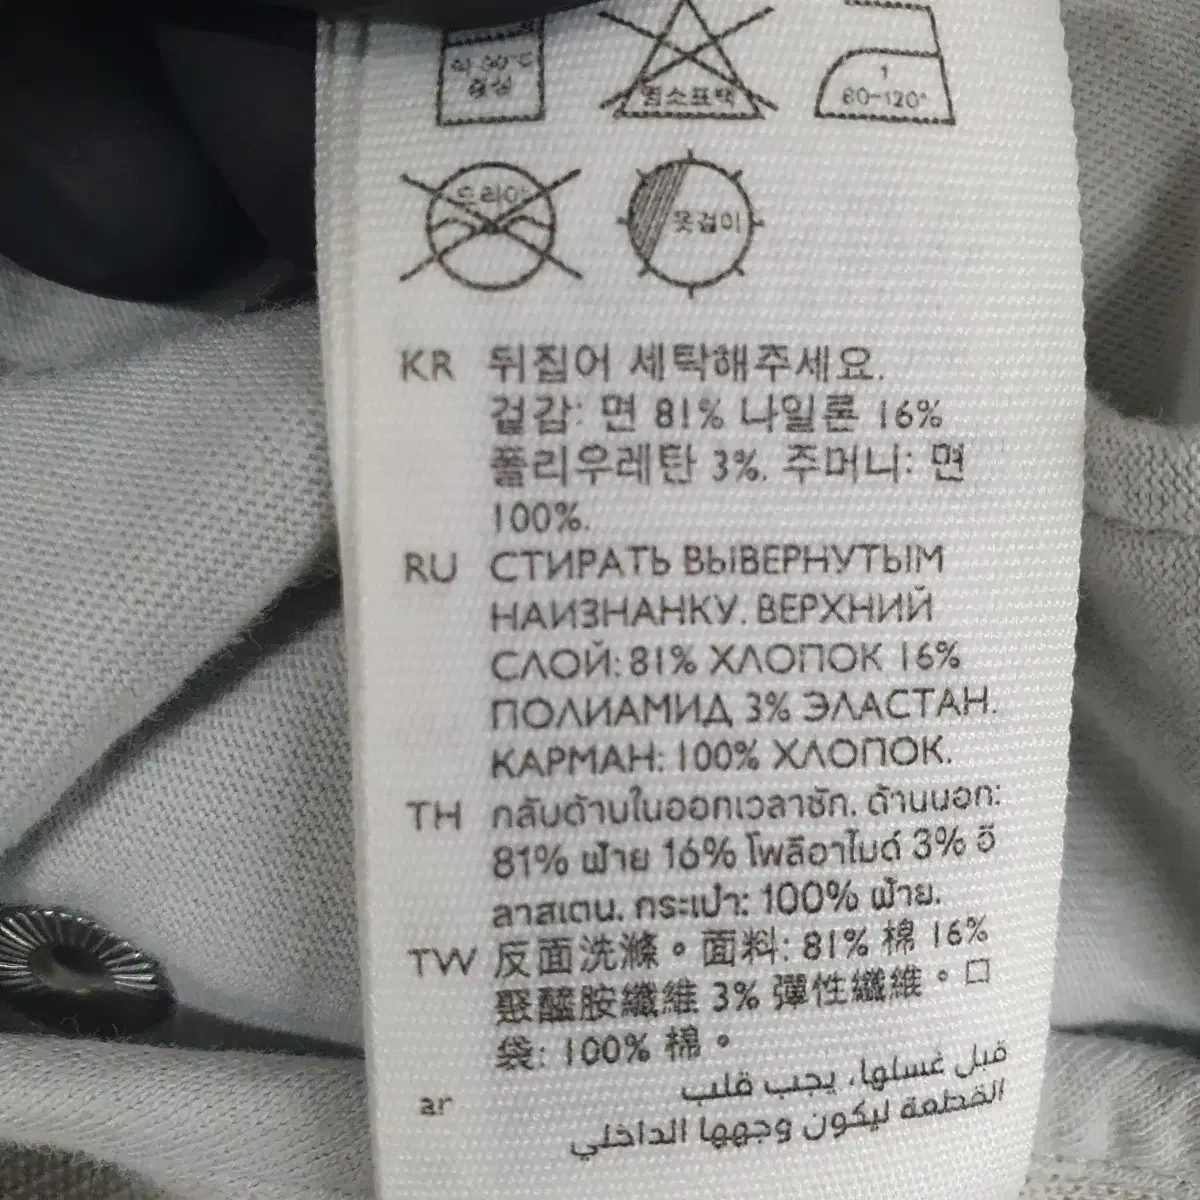 약 30℃
중성
염소표백
1
80-120°
드라이
옷걸이
KR 뒤집어 세탁해주세요.
겉감: 면 81% 나일론 16%
폴리우레탄 3%. 주머니: 면
100%.
RU СТИРАТЬ ВЫВЕРНУТЫМ
НАИЗНАНКУ. ВЕРХНИЙ
СЛОЙ: 81% ХЛОПОК 16%
ПОЛИАМИД 3% ЭЛАСТАН.
КАРМАН: 100% ХЛОПОК.
TH กลับด้านในออกเวลาซัก. ด้านนอก:
81% ฝ้าย 16% โพลีอาไมด์ 3% อี
ลาสเตน. กระเป๋า: 100% ฝ้าย.
TW 反面洗滌。面料: 81% 棉 16%
聚醯胺纖維 3% 彈性纖維。口
袋: 100% 棉。
ar قبل غسلها، يجب قلب
القطعة ليكون وجهها الداخلي